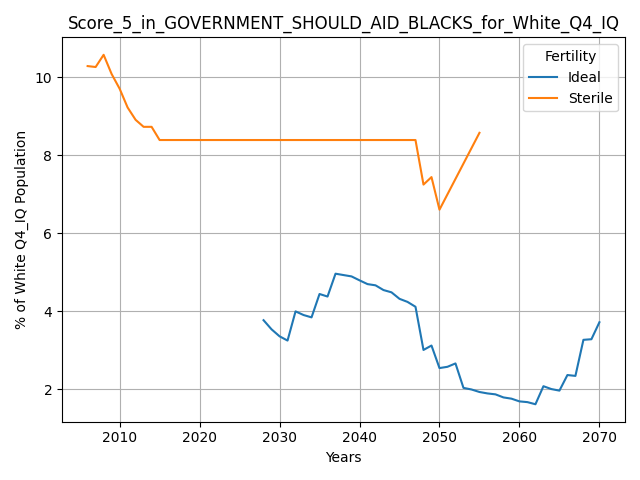 Score_5_in_GOVERNMENT_SHOULD_AID_BLACKS_for_White_Q4_IQ
Fertility
Ideal
Sterile
% of White Q4_IQ Population
10
8
6
4
2
2010 2020 2030 2040 2050 2060 2070
Years